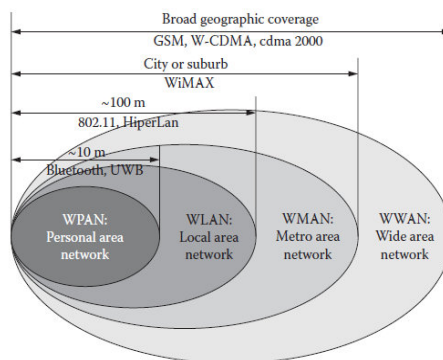 Broad geographic coverage
GSM, W-CDMA, cdma 2000
City or suburb
WiMAX
~100 m
802.11, HiperLan
~10 m
Bluetooth, UWB
WPAN:
Personal area
network
WLAN:
Local area
network
WMAN:
Metro area
network
WWAN:
Wide area
network